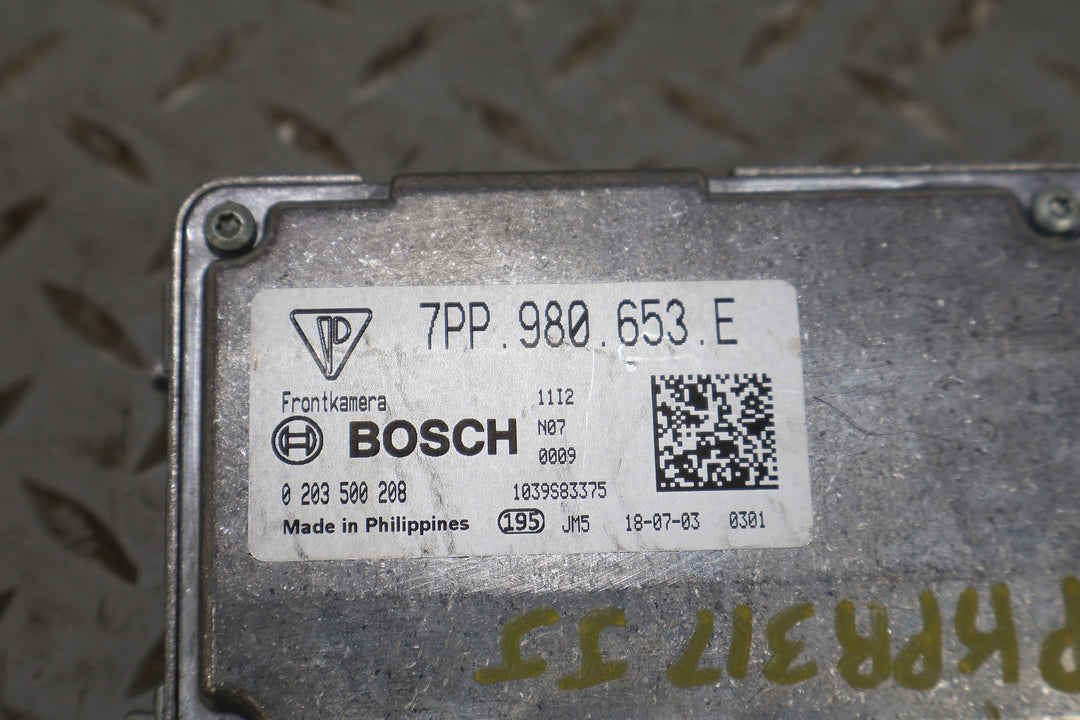 7PP.980.653.E
Frontkamera 11I2
BOSCH N07
0009
0 203 500 208 1039S83375
Made in Philippines 195 JM5 18-07-03 0301